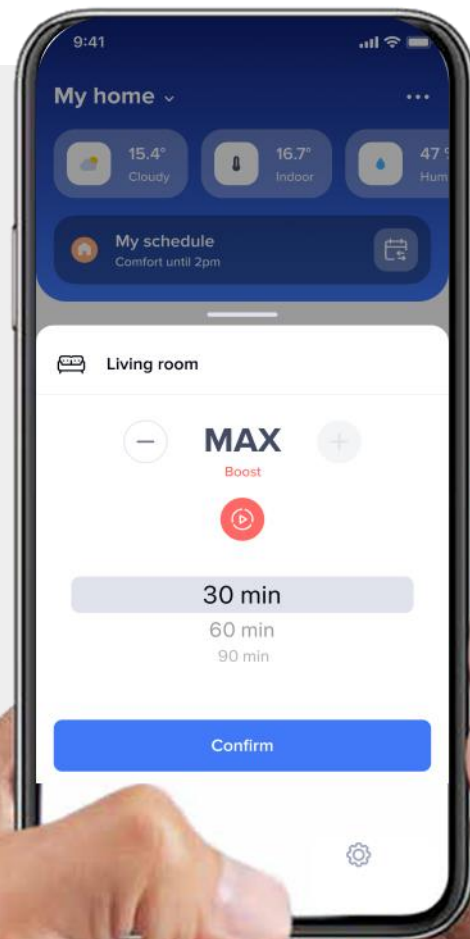 9:41
My home
15.4°
Cloudy
16.7°
Indoor
47
Hum
My schedule
Comfort until 2pm
Living room
MAX
Boost
30 min
60 min
90 min
Confirm